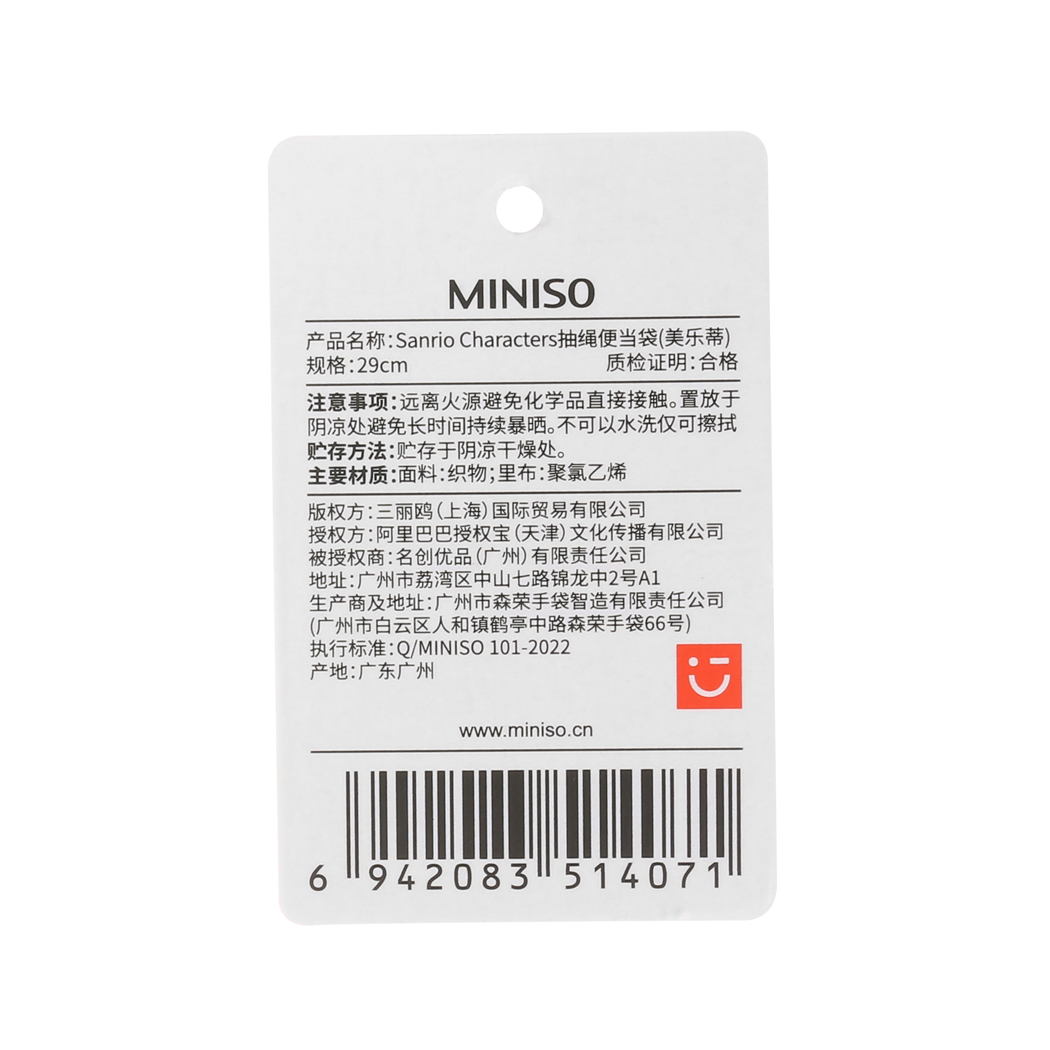 MINISO
产品名称:Sanrio Characters抽绳便当袋(美乐蒂)
规格:29cm 质检证明:合格
注意事项:远离火源避免化学品直接接触。置放于
阴凉处避免长时间持续暴晒。不可以水洗仅可擦拭
贮存方法:贮存于阴凉干燥处。
主要材质:面料:织物;里布:聚氯乙烯
版权方:三丽鸥(上海)国际贸易有限公司
授权方:阿里巴巴授权宝(天津)文化传播有限公司
被授权商:名创优品(广州)有限责任公司
地址:广州市荔湾区中山七路锦龙中2号A1
生产商及地址:广州市森荣手袋智造有限责任公司
(广州市白云区人和镇鹤亭中路森荣手袋66号)
执行标准:Q/MINISO 101-2022
产地:广东广州
www.miniso.cn
6 942083 514071